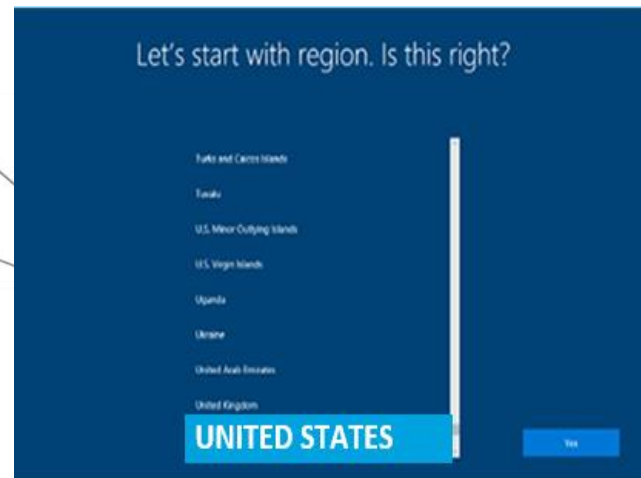 Let's start with region. Is this right?
Turks and Caicos Islands
Tuvalu
U.S. Minor Outlying Islands
U.S. Virgin Islands
Uganda
Ukraine
United Arab Emirates
United Kingdom
UNITED STATES
Yes